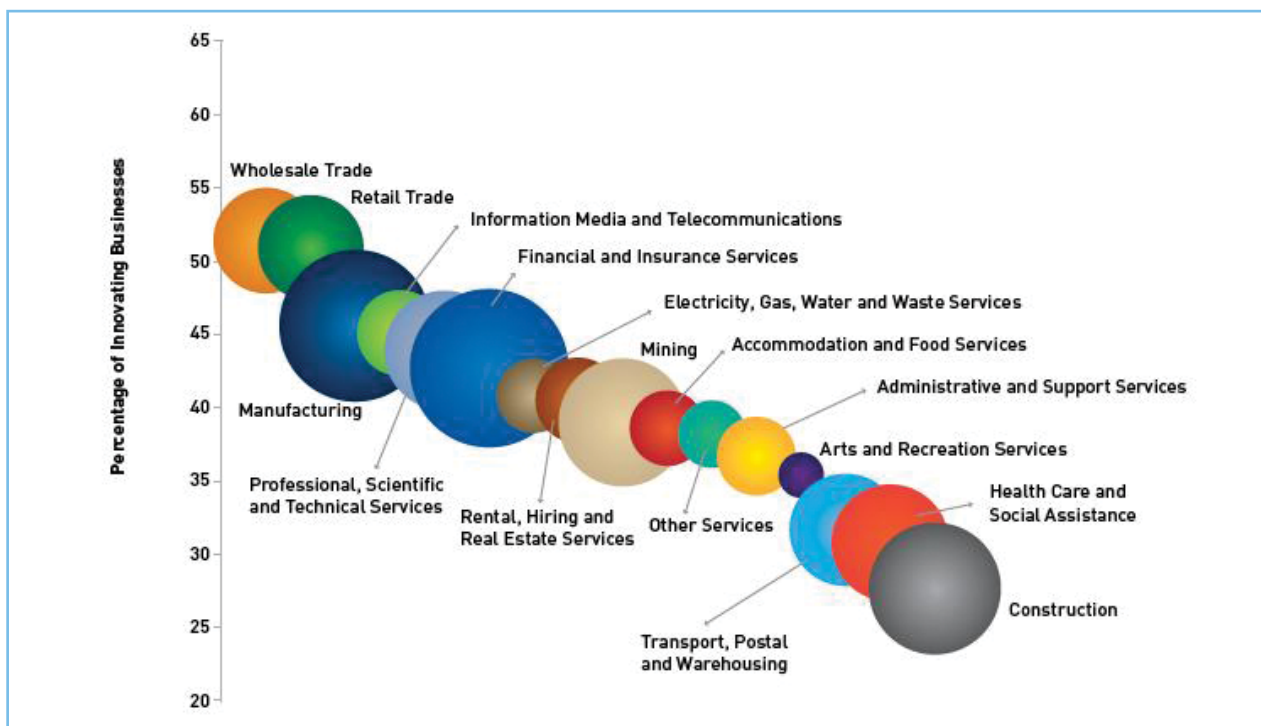 65
60
55
50
45
40
35
30
25
20
Percentage of Innovating Businesses
Wholesale Trade
Retail Trade
Information Media and Telecommunications
Financial and Insurance Services
Electricity, Gas, Water and Waste Services
Mining
Accommodation and Food Services
Administrative and Support Services
Manufacturing
Arts and Recreation Services
Professional, Scientific
and Technical Services
Rental, Hiring and
Real Estate Services
Other Services
Health Care and
Social Assistance
Construction
Transport, Postal
and Warehousing